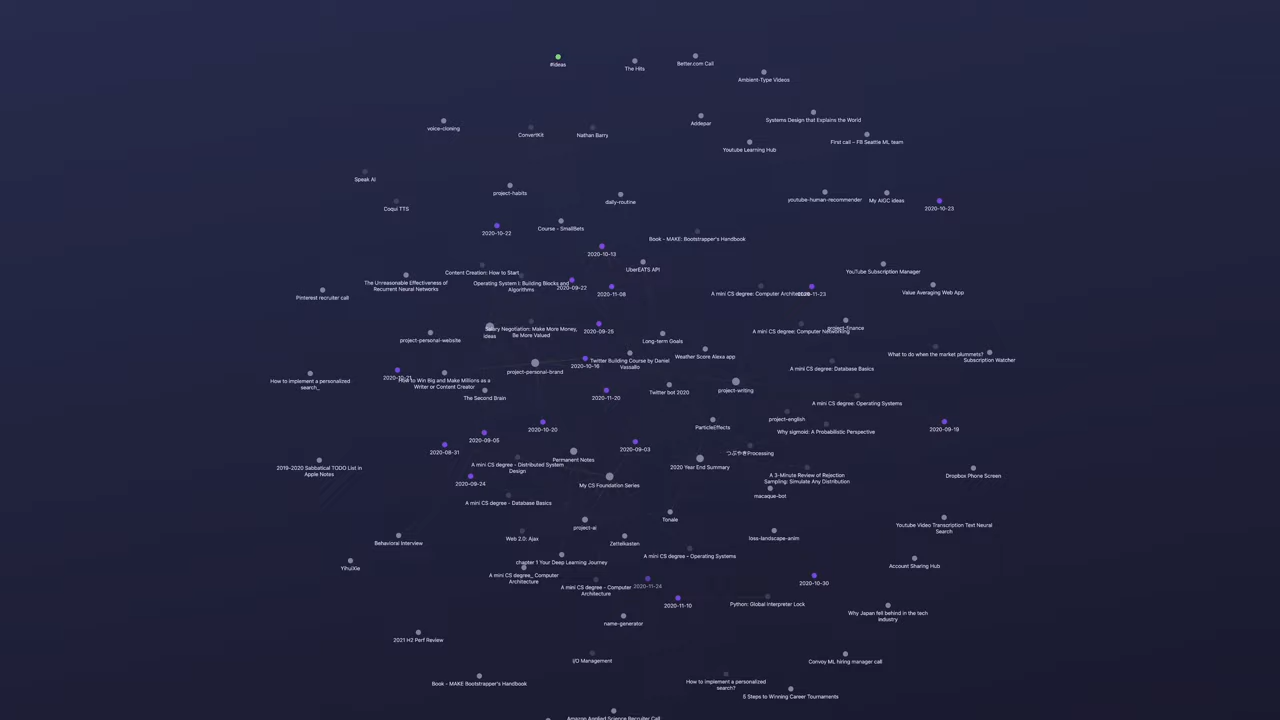 #ideas
The Hits
Better.com Call
Ambient-Type Videos
voice-cloning
ConvertKit
Nathan Barry
Addepar
Systems Design that Explains the World
First call - FB Seattle ML team
Youtube Learning Hub
Speak AI
project-habits
daily-routine
youtube-human-recommender
My AIGC ideas
Coqui TTS
2020-10-23
2020-10-22
Course - SmallBets
Book - MAKE: Bootstrapper's Handbook
2020-10-13
Content Creation: How to Start
UberEATS API
YouTube Subscription Manager
The Unreasonable Effectiveness of
Recurrent Neural Networks
Operating System I: Building Blocks and
Algorithms
2020-09-22
Pinterest recruiter call
2020-11-08
A mini CS degree: Computer Architecture
2020-11-23
Value Averaging Web App
ideas
Salary Negotiation: Make More Money,
Be More Valued
2020-09-25
project-personal-website
Long-term Goals
A mini CS degree: Computer Networking
project-finance
Weather Score Alexa app
What to do when the market plummets?
Subscription Watcher
Twitter Building Course by Daniel
Vassallo
2020-10-16
project-personal-brand
A mini CS degree: Database Basics
How to implement a personalized
search_
2020-10-21
How to Win Big and Make Millions as a
Writer or Content Creator
The Second Brain
2020-11-20
Twitter bot 2020
project-writing
A mini CS degree: Operating Systems
project-english
ParticleEffects
Why sigmoid: A Probabilistic Perspective
2020-09-19
2020-10-20
2020-09-05
2020-08-31
2020-09-03
Permanent Notes
つぶやきProcessing
2019-2020 Sabbatical TODO List in
Apple Notes
A mini CS degree - Distributed System
Design
2020 Year End Summary
A 3-Minute Review of Rejection
Sampling: Simulate Any Distribution
Dropbox Phone Screen
2020-09-24
My CS Foundation Series
macaque-bot
A mini CS degree - Database Basics
Tonale
project-ai
Youtube Video Transcription Text Neural
Search
Behavioral Interview
Web 2.0: Ajax
Zettelkasten
loss-landscape-anim
A mini CS degree - Operating Systems
chapter 1 Your Deep Learning Journey
YihuiXie
Account Sharing Hub
A mini CS degree_ Computer
Architecture
A mini CS degree - Computer
Architecture
2020-11-24
2020-10-30
2020-11-10
Python: Global Interpreter Lock
Why Japan fell behind in the tech
industry
name-generator
2021 H2 Perf Review
I/O Management
Convoy ML hiring manager call
Book - MAKE Bootstrapper's Handbook
How to implement a personalized
search?
5 Steps to Winning Career Tournaments
Amazon Applied Science Recruiter Call